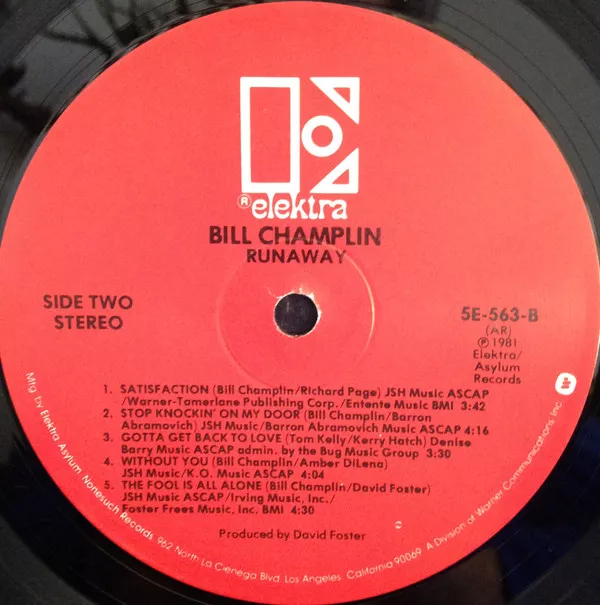 ® elektra
BILL CHAMPLIN
RUNAWAY
SIDE TWO
STEREO
5E-563-B
(AR)
℗ 1981
Elektra/
Asylum
Records
1. SATISFACTION (Bill Champlin/Richard Page) JSH Music ASCAP
/Warner-Tamerlane Publishing Corp./Entente Music BMI 3:42
2. STOP KNOCKIN' ON MY DOOR (Bill Champlin/Barron
Abramovich) JSH Music/Barron Abramovich Music ASCAP 4:16
3. GOTTA GET BACK TO LOVE (Tom Kelly/Kerry Hatch) Denise
Barry Music ASCAP admin. by the Bug Music Group 3:30
4. WITHOUT YOU (Bill Champlin/Amber DiLena)
JSH Music/K.O. Music ASCAP 4:04
5. THE FOOL IS ALL ALONE (Bill Champlin/David Foster)
JSH Music ASCAP/Irving Music, Inc./
Foster Frees Music, Inc. BMI 4:30
Produced by David Foster
Mfg by Elektra Asylum Nonesuch Records 962 North La Cienega Blvd. Los Angeles California 90069 A Division of Warner Communications Inc